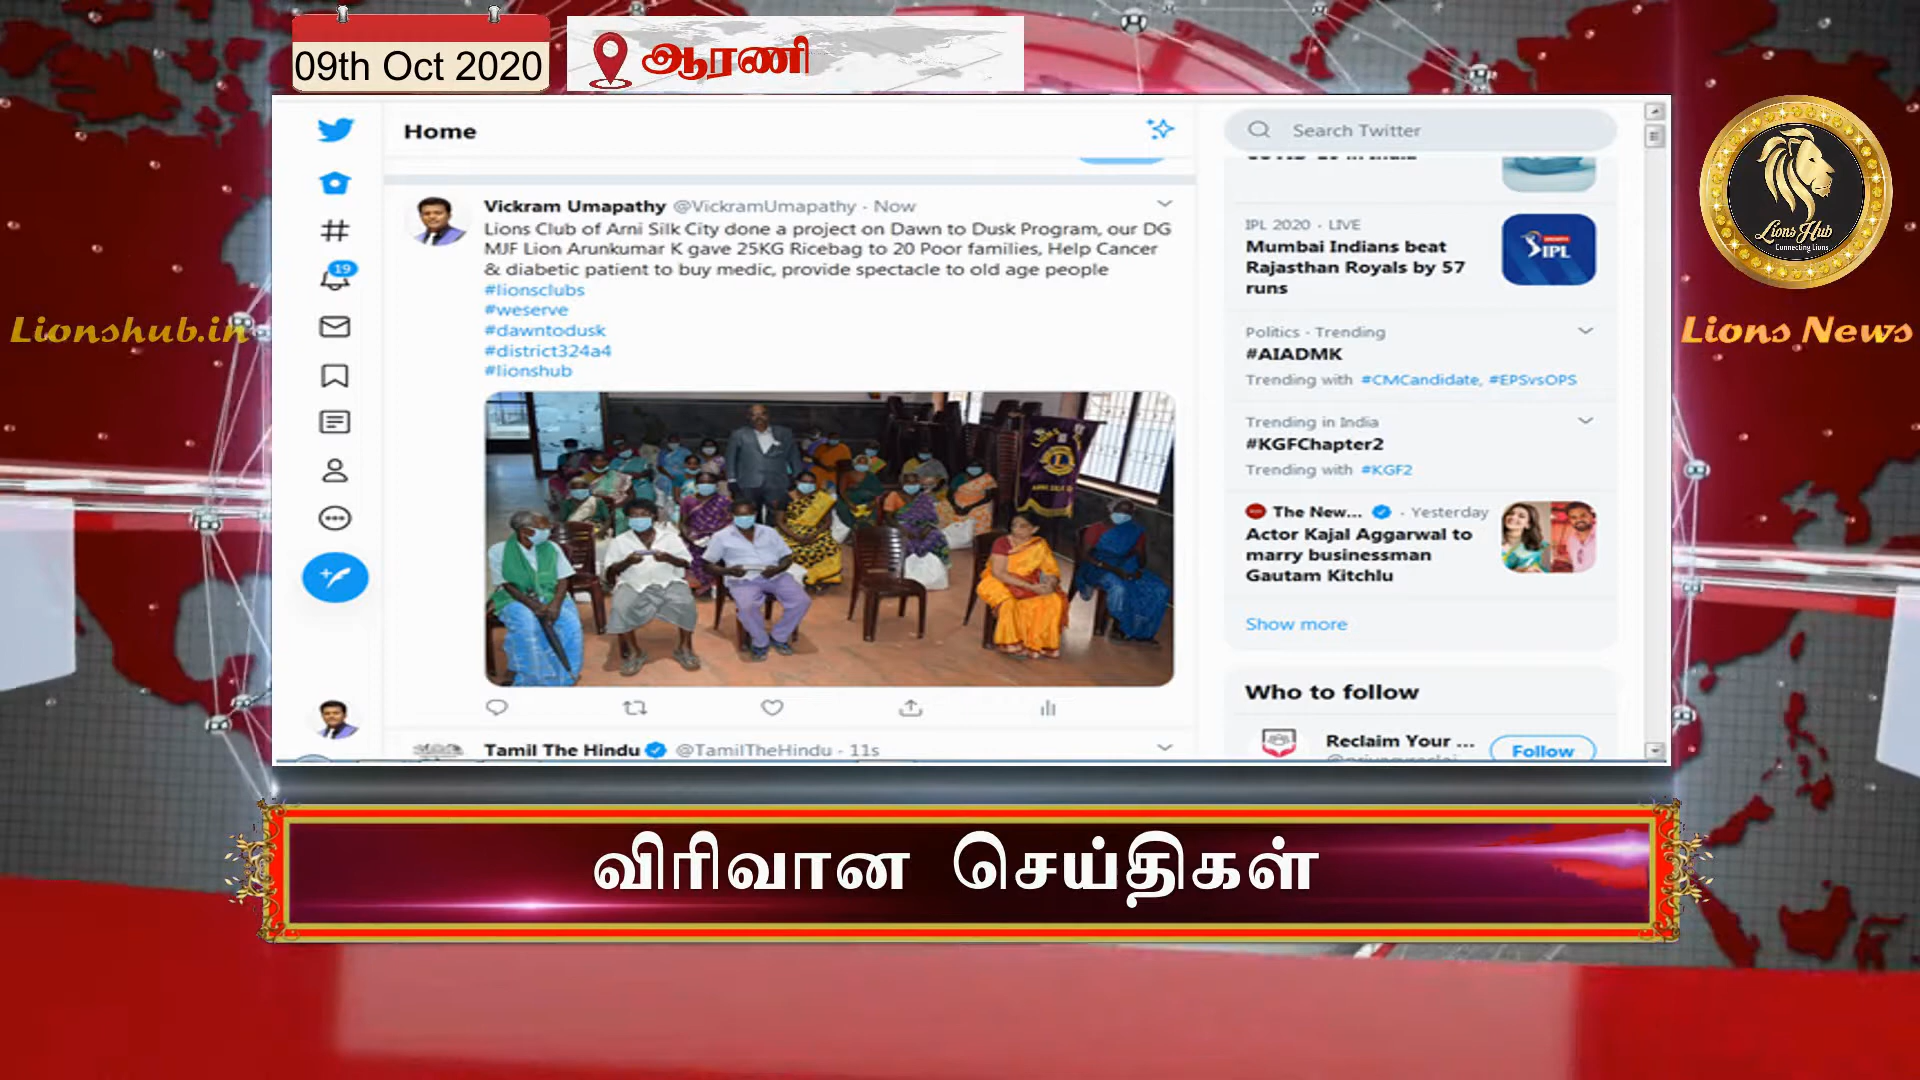 09th Oct 2020
ஆரணி
Home
Search Twitter
Vickram Umapathy @VickramUmapathy · Now
Lions Club of Arni Silk City done a project on Dawn to Dusk Program, our DG
MJF Lion Arunkumar K gave 25KG Ricebag to 20 Poor families, Help Cancer
& diabetic patient to buy medic, provide spectacle to old age people
#lionsclubs
#weserve
#dawntodusk
#district324a4
#lionshub
19
IPL 2020 · LIVE
Mumbai Indians beat
Rajasthan Royals by 57
runs
IPL
Politics · Trending
#AIADMK
Trending with #CMCandidate, #EPSvsOPS
Trending in India
#KGFChapter2
Trending with #KGF2
The New... · Yesterday
Actor Kajal Aggarwal to
marry businessman
Gautam Kitchlu
Show more
Who to follow
Reclaim Your ...
Follow
Tamil The Hindu @TamilTheHindu · 11s
Lionshub.in
Lions Hub
Connecting Lions
Lions News
விரிவான செய்திகள்